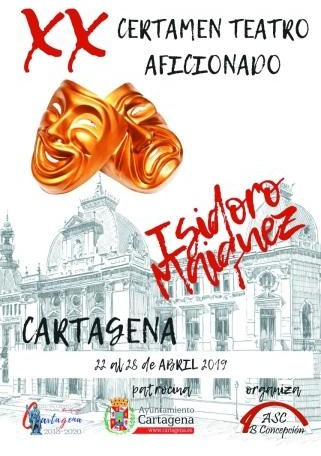 XX CERTAMEN TEATRO
AFICIONADO
Isidoro
Máiquez
CARTAGENA
22 al 28 de ABRIL 2019
patrocina
organiza
Cartagena
2018-2020
Ayuntamiento
Cartagena
www.cartagena.es
ASC
B Concepción